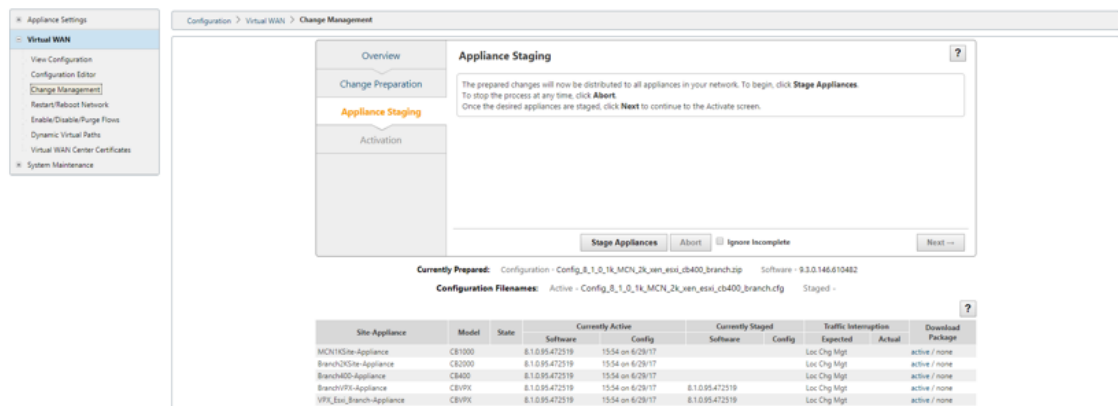 Appliance Settings
Virtual WAN
View Configuration
Configuration Editor
Change Management
Restart/Reboot Network
Enable/Disable/Purge Flows
Dynamic Virtual Paths
Virtual WAN Center Certificates
System Maintenance
Configuration > Virtual WAN > Change Management
Overview
Change Preparation
Appliance Staging
Activation
Appliance Staging ?
The prepared changes will now be distributed to all appliances in your network. To begin, click Stage Appliances.
To stop the process at any time, click Abort.
Once the desired appliances are staged, click Next to continue to the Activate screen.
Stage Appliances Abort Ignore Incomplete Next →
Currently Prepared: Configuration - Config_8_1_0_1k_MCN_2k_xen_esxi_cb400_branch.zip Software - 9.3.0.146.610482
Configuration Filenames: Active - Config_8_1_0_1k_MCN_2k_xen_esxi_cb400_branch.cfg Staged -
?
Site-Appliance Model State Currently Active Currently Staged Traffic Interruption Download Package
Software Config Software Config Expected Actual
MCN1KSite-Appliance CB1000 8.1.0.95.472519 15:54 on 6/29/17 Loc Chg Mgt active / none
Branch2KSite-Appliance CB2000 8.1.0.95.472519 15:54 on 6/29/17 Loc Chg Mgt active / none
Branch400-Appliance CB400 8.1.0.95.472519 15:54 on 6/29/17 Loc Chg Mgt active / none
BranchVPX-Appliance CBVPX 8.1.0.95.472519 15:54 on 6/29/17 8.1.0.95.472519 Loc Chg Mgt active / none
VPX_Esxi_Branch-Appliance CBVPX 8.1.0.95.472519 15:54 on 6/29/17 8.1.0.95.472519 Loc Chg Mgt active / none